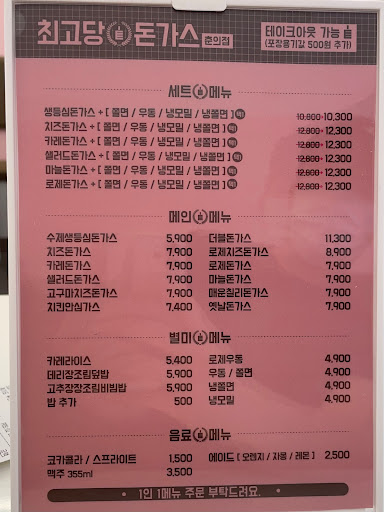 최고당 돈가스 춘의점
테이크아웃 가능
(포장용기값 500원 추가)
세트 메뉴
생등심돈가스 + [ 쫄면 / 우동 / 냉모밀 / 냉쫄면 ] 택1 10,800 10,300
치즈돈가스 + [ 쫄면 / 우동 / 냉모밀 / 냉쫄면 ] 택1 12,800 12,300
카레돈가스 + [ 쫄면 / 우동 / 냉모밀 / 냉쫄면 ] 택1 12,800 12,300
샐러드돈가스 + [ 쫄면 / 우동 / 냉모밀 / 냉쫄면 ] 택1 12,800 12,300
마늘돈가스 + [ 쫄면 / 우동 / 냉모밀 / 냉쫄면 ] 택1 12,800 12,300
로제돈가스 + [ 쫄면 / 우동 / 냉모밀 / 냉쫄면 ] 택1 12,800 12,300
메인 메뉴
수제생등심돈가스 5,900 더블돈가스 11,300
치즈돈가스 7,900 로제치즈돈가스 8,900
카레돈가스 7,900 로제돈가스 7,900
샐러드돈가스 7,900 마늘돈가스 7,900
고구마치즈돈가스 7,900 매운칠리돈가스 7,900
치킨안심가스 7,400 옛날돈가스 7,900
별미 메뉴
카레라이스 5,400 로제우동 4,900
데리장조림덮밥 5,900 우동 / 쫄면 4,900
고추장장조림비빔밥 5,900 냉쫄면 4,900
밥 추가 500 냉모밀 4,900
음료 메뉴
코카콜라 / 스프라이트 1,500 에이드 [ 오렌지 / 자몽 / 레몬 ] 2,500
맥주 355ml 3,500
• 1인 1메뉴 주문 부탁드려요. •